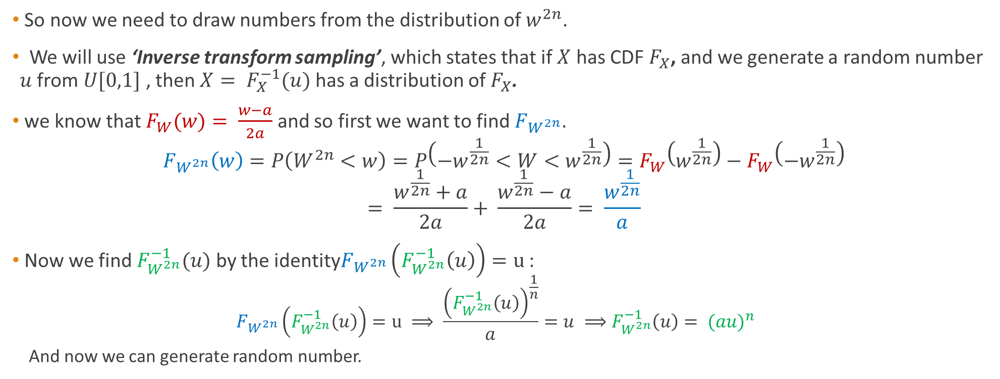 • So now we need to draw numbers from the distribution of $w^{2n}$.
• We will use ‘Inverse transform sampling’, which states that if $X$ has CDF $F_X$, and we generate a random number
$u$ from $U[0,1]$ , then $X = F_X^{-1}(u)$ has a distribution of $F_X$.
• we know that $F_W(w) = \frac{w-a}{2a}$ and so first we want to find $F_{W^{2n}}$.
$F_{W^{2n}}(w) = P(W^{2n} < w) = P\left(-w^{\frac{1}{2n}} < W < w^{\frac{1}{2n}}\right) = F_W\left(w^{\frac{1}{2n}}\right) - F_W\left(-w^{\frac{1}{2n}}\right)$
$= \frac{w^{\frac{1}{2n}} + a}{2a} + \frac{w^{\frac{1}{2n}} - a}{2a} = \frac{w^{\frac{1}{2n}}}{a}$
• Now we find $F_{W^{2n}}^{-1}(u)$ by the identity$F_{W^{2n}}\left(F_{W^{2n}}^{-1}(u)\right) = \mathrm{u}$ :
$F_{W^{2n}}\left(F_{W^{2n}}^{-1}(u)\right) = \mathrm{u} \Longrightarrow \frac{\left(F_{W^{2n}}^{-1}(u)\right)^{\frac{1}{n}}}{a} = u \Longrightarrow F_{W^{2n}}^{-1}(u) = (au)^n$
And now we can generate random number.